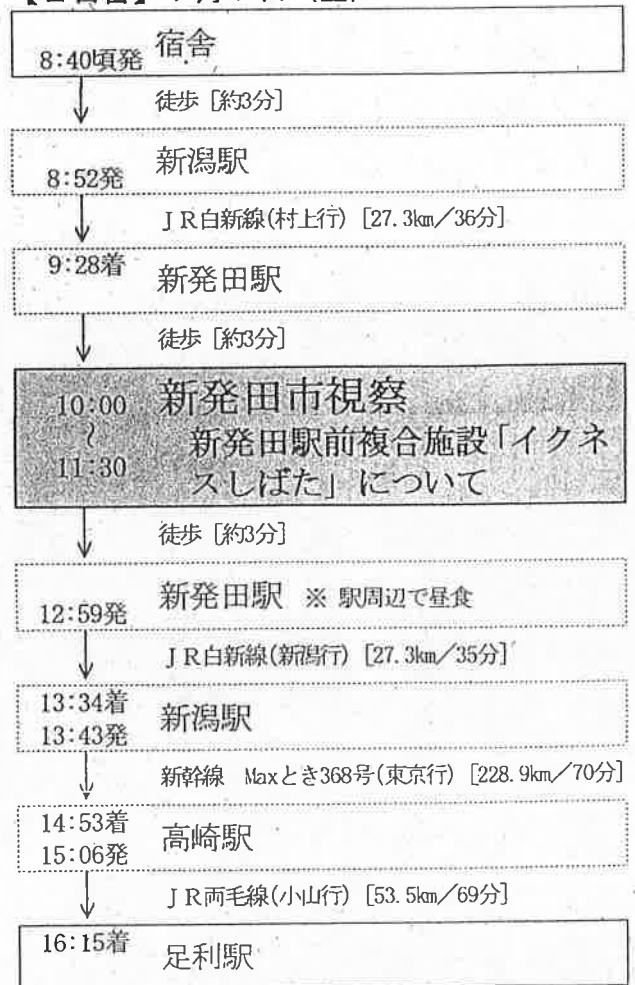 8:40頃発 宿舎
徒歩 [約3分]
8:52発 新潟駅
JR白新線(村上行) [27.3km/36分]
9:28着 新発田駅
徒歩 [約3分]
10:00 新発田市視察
~ 新発田駅前複合施設「イクネ
11:30 スしばた」について
徒歩 [約3分]
12:59発 新発田駅 ※ 駅周辺で昼食
JR白新線(新潟行) [27.3km/35分]
13:34着
13:43発 新潟駅
新幹線 Maxとき368号(東京行) [228.9km/70分]
14:53着
15:06発 高崎駅
JR両毛線(小山行) [53.5km/69分]
16:15着 足利駅